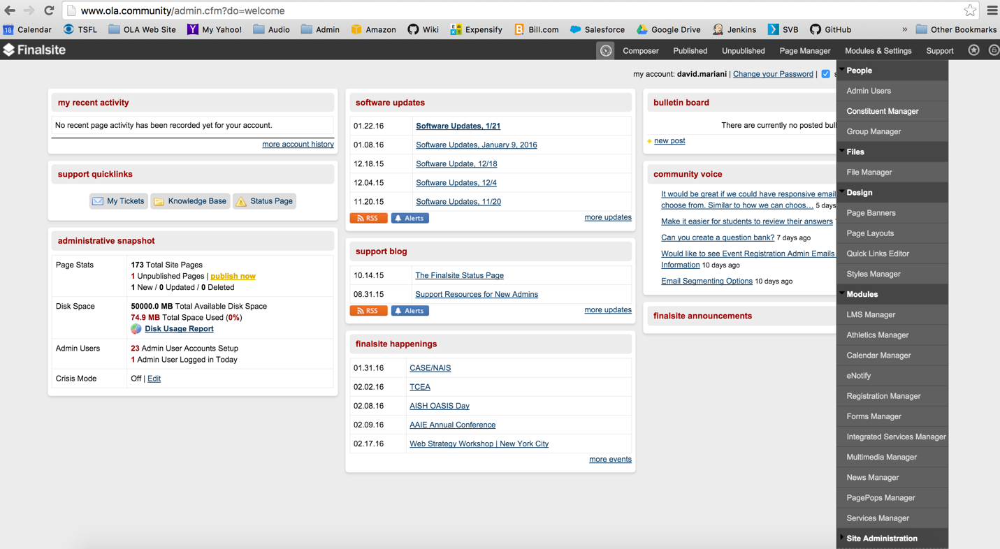 www.ola.community/admin.cfm?do=welcome
18 Calendar TSFL OLA Web Site My Yahoo! Audio Admin Amazon Wiki Expensify Bill.com Salesforce Google Drive Jenkins SVB GitHub » Other Bookmarks
Finalsite Composer Published Unpublished Page Manager Modules & Settings Support
my account: david.mariani | Change your Password | s
my recent activity
No recent page activity has been recorded yet for your account.
more account history
support quicklinks
My Tickets Knowledge Base Status Page
administrative snapshot
Page Stats 173 Total Site Pages
1 Unpublished Pages | publish now
1 New / 0 Updated / 0 Deleted
Disk Space 50000.0 MB Total Available Disk Space
74.9 MB Total Space Used (0%)
Disk Usage Report
Admin Users 23 Admin User Accounts Setup
1 Admin User Logged in Today
Crisis Mode Off | Edit
software updates
01.22.16 Software Updates, 1/21
01.08.16 Software Updates, January 9, 2016
12.18.15 Software Update, 12/18
12.04.15 Software Updates, 12/4
11.20.15 Software Updates, 11/20
RSS Alerts more updates
support blog
10.14.15 The Finalsite Status Page
08.31.15 Support Resources for New Admins
RSS Alerts more updates
finalsite happenings
01.31.16 CASE/NAIS
02.02.16 TCEA
02.08.16 AISH OASIS Day
02.09.16 AAIE Annual Conference
02.17.16 Web Strategy Workshop | New York City
more events
bulletin board
There are currently no posted bull
+ new post
community voice
It would be great if we could have responsive email
choose from. Similar to how we can choos... 5 days
Make it easier for students to review their answers
Can you create a question bank? 7 days ago
Would like to see Event Registration Admin Emails
Information 10 days ago
Email Segmenting Options 10 days ago
finalsite announcements
People
Admin Users
Constituent Manager
Group Manager
Files
File Manager
Design
Page Banners
Page Layouts
Quick Links Editor
Styles Manager
Modules
LMS Manager
Athletics Manager
Calendar Manager
eNotify
Registration Manager
Forms Manager
Integrated Services Manager
Multimedia Manager
News Manager
PagePops Manager
Services Manager
Site Administration